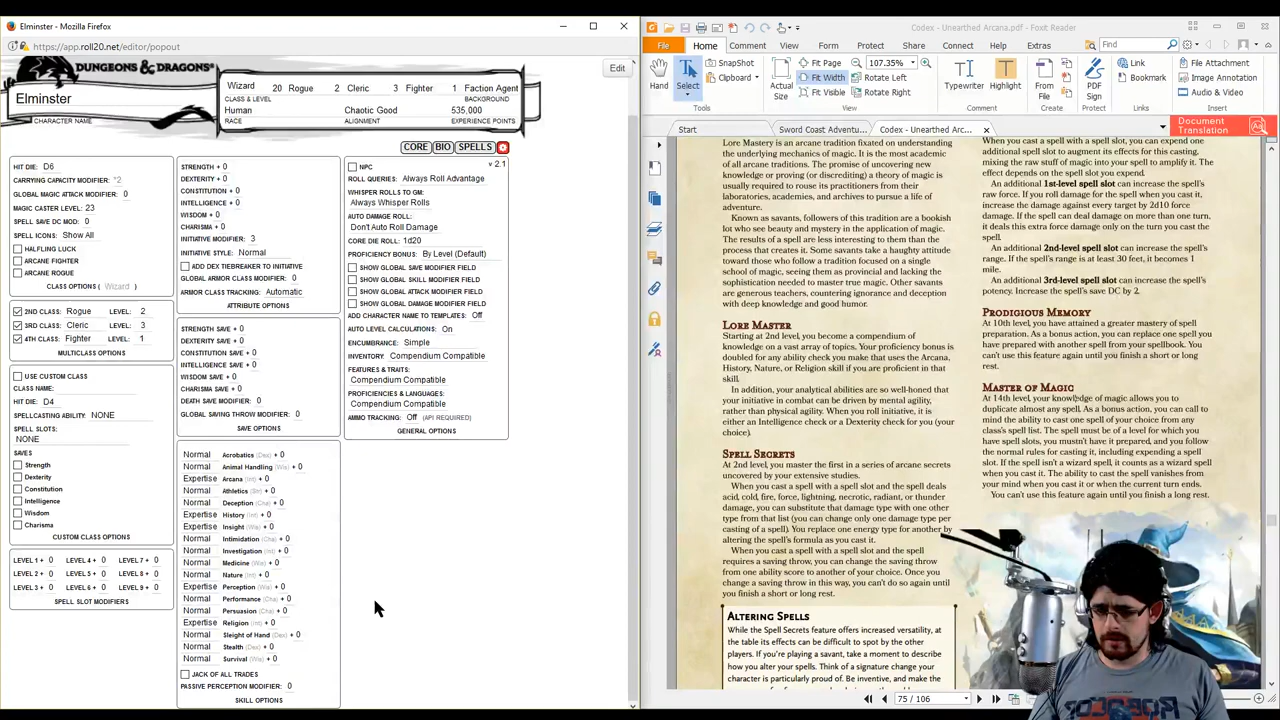 Elminster - Mozilla Firefox
https://app.roll20.net/editor/popout
DUNGEONS & DRAGONS
Elminster
CHARACTER NAME
Wizard 20 Rogue 2 Cleric 3 Fighter 1 Faction Agent
CLASS & LEVEL BACKGROUND
Human Chaotic Good 535,000
RACE ALIGNMENT EXPERIENCE POINTS
Edit
CORE BIO SPELLS
v 2.1
HIT DIE: D6
CARRYING CAPACITY MODIFIER: *2
GLOBAL MAGIC ATTACK MODIFIER: 0
MAGIC CASTER LEVEL: 23
SPELL SAVE DC MOD: 0
SPELL ICONS: Show All
HALFLING LUCK
ARCANE FIGHTER
ARCANE ROGUE
CLASS OPTIONS ( Wizard )
2ND CLASS: Rogue LEVEL: 2
3RD CLASS: Cleric LEVEL: 3
4TH CLASS: Fighter LEVEL: 1
MULTICLASS OPTIONS
USE CUSTOM CLASS
CLASS NAME:
HIT DIE: D4
SPELLCASTING ABILITY: NONE
SPELL SLOTS:
NONE
SAVES
Strength
Dexterity
Constitution
Intelligence
Wisdom
Charisma
CUSTOM CLASS OPTIONS
LEVEL 1 + 0 LEVEL 4 + 0 LEVEL 7 + 0
LEVEL 2 + 0 LEVEL 5 + 0 LEVEL 8 + 0
LEVEL 3 + 0 LEVEL 6 + 0 LEVEL 9 + 0
SPELL SLOT MODIFIERS
STRENGTH + 0
DEXTERITY + 0
CONSTITUTION + 0
INTELLIGENCE + 0
WISDOM + 0
CHARISMA + 0
INITIATIVE MODIFIER: 3
INITIATIVE STYLE: Normal
ADD DEX TIEBREAKER TO INITIATIVE
GLOBAL ARMOR CLASS MODIFIER: 0
ARMOR CLASS TRACKING: Automatic
ATTRIBUTE OPTIONS
STRENGTH SAVE + 0
DEXTERITY SAVE + 0
CONSTITUTION SAVE + 0
INTELLIGENCE SAVE + 0
WISDOM SAVE + 0
CHARISMA SAVE + 0
DEATH SAVE MODIFIER: 0
GLOBAL SAVING THROW MODIFIER: 0
SAVE OPTIONS
Normal Acrobatics (Dex) + 0
Normal Animal Handling (Wis) + 0
Expertise Arcana (Int) + 0
Normal Athletics (Str) + 0
Normal Deception (Cha) + 0
Expertise History (Int) + 0
Expertise Insight (Wis) + 0
Normal Intimidation (Cha) + 0
Normal Investigation (Int) + 0
Normal Medicine (Wis) + 0
Normal Nature (Int) + 0
Expertise Perception (Wis) + 0
Normal Performance (Cha) + 0
Normal Persuasion (Cha) + 0
Expertise Religion (Int) + 0
Normal Sleight of Hand (Dex) + 0
Normal Stealth (Dex) + 0
Normal Survival (Wis) + 0
JACK OF ALL TRADES
PASSIVE PERCEPTION MODIFIER: 0
SKILL OPTIONS
NPC
ROLL QUERIES: Always Roll Advantage
WHISPER ROLLS TO GM:
Always Whisper Rolls
AUTO DAMAGE ROLL:
Don't Auto Roll Damage
CORE DIE ROLL: 1d20
PROFICIENCY BONUS: By Level (Default)
SHOW GLOBAL SAVE MODIFIER FIELD
SHOW GLOBAL SKILL MODIFIER FIELD
SHOW GLOBAL ATTACK MODIFIER FIELD
SHOW GLOBAL DAMAGE MODIFIER FIELD
ADD CHARACTER NAME TO TEMPLATES: Off
AUTO LEVEL CALCULATIONS: On
ENCUMBRANCE: Simple
INVENTORY: Compendium Compatible
FEATURES & TRAITS:
Compendium Compatible
PROFICIENCIES & LANGUAGES:
Compendium Compatible
AMMO TRACKING: Off (API REQUIRED)
GENERAL OPTIONS
Codex - Unearthed Arcana.pdf - Foxit Reader
File Home Comment View Form Protect Share Connect Help Extras
Find
Hand Select SnapShot Clipboard
Actual Size Fit Page Fit Width Fit Visible
107.35% Rotate Left Rotate Right
Typewriter Highlight From File PDF Sign
Link Bookmark
File Attachment Image Annotation Audio & Video
Tools View Comment Create Protect Links Insert
Start Sword Coast Adventu... Codex - Unearthed Arc...
Document Translation
Lore Mastery is an arcane tradition fixated on understanding
the underlying mechanics of magic. It is the most academic
of all arcane traditions. The promise of uncovering new
knowledge or proving (or discrediting) a theory of magic
is usually required to rouse its practitioners from their
laboratories, academies, and archives to pursue a life of
adventure.
Known as savants, followers of this tradition are a bookish
lot who see beauty and mystery in the application of magic.
The results of a spell are less interesting to them than the
process that creates it. Some savants take a haughty attitude
toward those who follow a tradition focused on a single
school of magic, seeing them as provincial and lacking the
sophistication needed to master true magic. Other savants
are generous teachers, countering ignorance and deception
with deep knowledge and good humor.
LORE MASTER
Starting at 2nd level, you become a compendium of
knowledge on a vast array of topics. Your proficiency bonus is
doubled for any ability check you make that uses the Arcana,
History, Nature, or Religion skill if you are proficient in that
skill.
In addition, your analytical abilities are so well-honed that
your initiative in combat can be driven by mental agility,
rather than physical agility. When you roll initiative, it is
either an Intelligence check or a Dexterity check for you (your
choice).
SPELL SECRETS
At 2nd level, you master the first in a series of arcane secrets
uncovered by your extensive studies.
When you cast a spell with a spell slot and the spell deals
acid, cold, fire, force, lightning, necrotic, radiant, or thunder
damage, you can substitute that damage type with one other
type from that list (you can change only one damage type per
casting of a spell). You replace one energy type for another by
altering the spell's formula as you cast it.
When you cast a spell with a spell slot and the spell
requires a saving throw, you can change the saving throw
from one ability score to another of your choice. Once you
change a saving throw in this way, you can't do so again until
you finish a short or long rest.
ALTERING SPELLS
While the Spell Secrets feature offers increased versatility, at
the table its effects can be difficult to spot by the other
players. If you're playing a savant, take a moment to describe
how you alter your spells. Think of a signature change your
character is particularly proud of. Be inventive, and make the
When you cast a spell with a spell slot, you can expend one
additional spell slot to augment its effects for this casting,
mixing the raw stuff of magic into your spell to amplify it. The
effect depends on the spell slot you expend.
An additional 1st-level spell slot can increase the spell's
raw force. If you roll damage for the spell when you cast it,
increase the damage against every target by 2d10 force
damage. If the spell can deal damage on more than one turn,
it deals this extra force damage only on the turn you cast the
spell.
An additional 2nd-level spell slot can increase the spell's
range. If the spell's range is at least 30 feet, it becomes 1
mile.
An additional 3rd-level spell slot can increase the spell's
potency. Increase the spell's save DC by 2.
PRODIGIOUS MEMORY
At 10th level, you have attained a greater mastery of spell
preparation. As a bonus action, you can replace one spell you
have prepared with another spell from your spellbook. You
can't use this feature again until you finish a short or long
rest.
MASTER OF MAGIC
At 14th level, your knowledge of magic allows you to
duplicate almost any spell. As a bonus action, you can call to
mind the ability to cast one spell of your choice from any
class's spell list. The spell must be of a level for which you
have spell slots, you mustn't have it prepared, and you follow
the normal rules for casting it, including expending a spell
slot. If the spell isn't a wizard spell, it counts as a wizard spell
when you cast it. The ability to cast the spell vanishes from
your mind when you cast it or when the current turn ends.
You can't use this feature again until you finish a long rest.
75 / 106